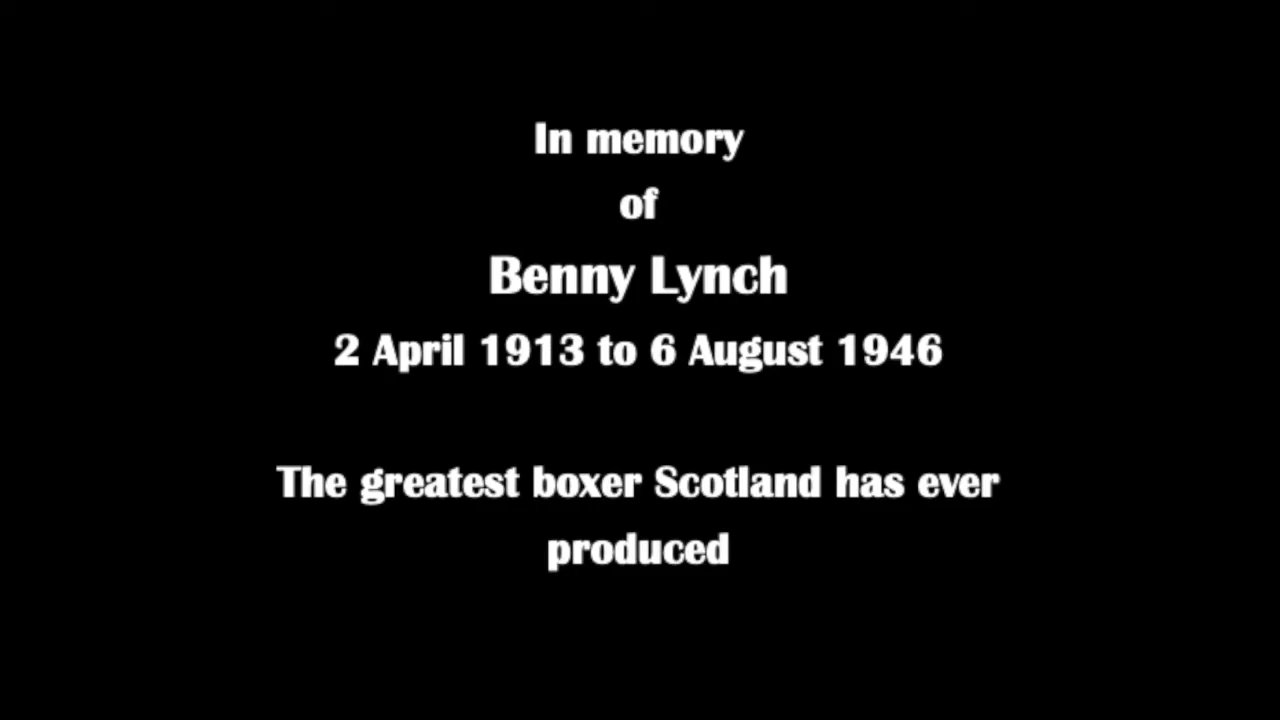 In memory
of
Benny Lynch
2 April 1913 to 6 August 1946
The greatest boxer Scotland has ever
produced